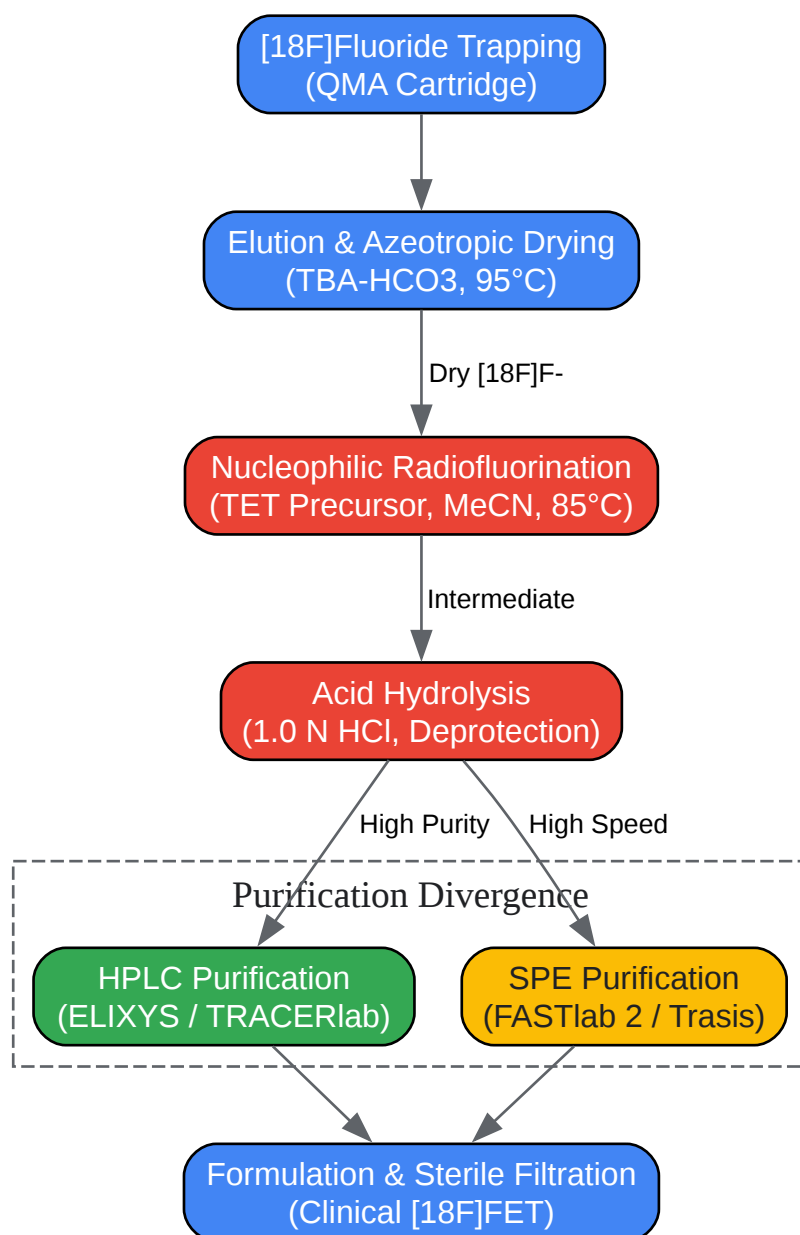 [18F]Fluoride Trapping
(QMA Cartridge)
Elution & Azeotropic Drying
(TBA-HCO3, 95°C)
Dry [18F]F-
Nucleophilic Radiofluorination
(TET Precursor, MeCN, 85°C)
Intermediate
Acid Hydrolysis
(1.0 N HCl, Deprotection)
High Purity
High Speed
Purification Divergence
HPLC Purification
(ELIXYS / TRACERlab)
SPE Purification
(FASTlab 2 / Trasis)
Formulation & Sterile Filtration
(Clinical [18F]FET)